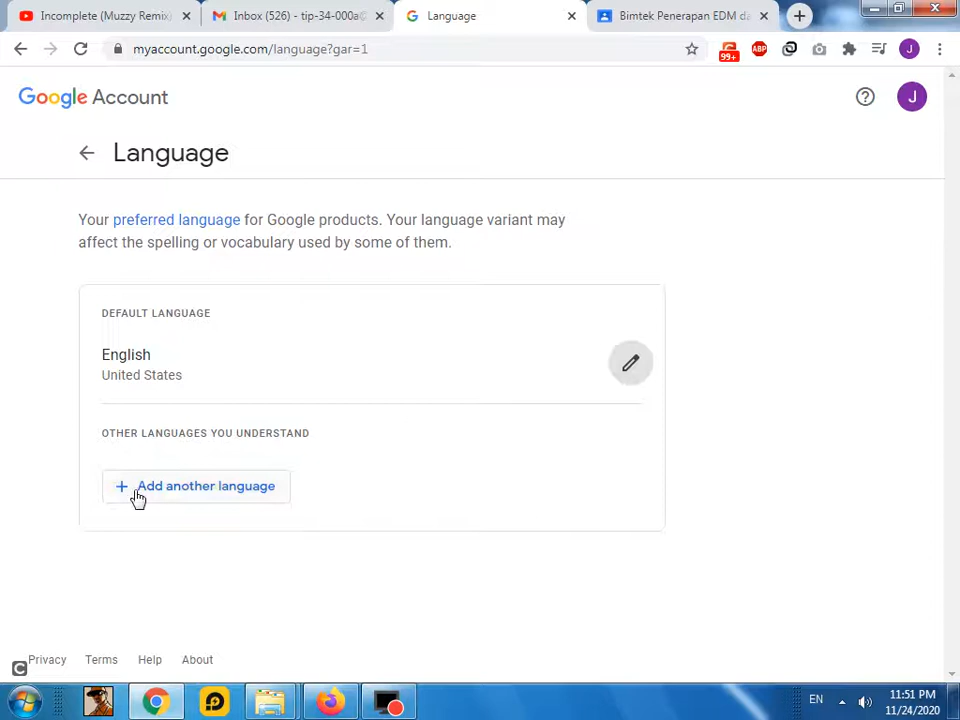 Incomplete (Muzzy Remix)
Inbox (526) - tip-34-000a@
Language
Bimtek Penerapan EDM da
myaccount.google.com/language?gar=1
99+
ABP
J
Google Account
J
Language
Your preferred language for Google products. Your language variant may
affect the spelling or vocabulary used by some of them.
DEFAULT LANGUAGE
English
United States
OTHER LANGUAGES YOU UNDERSTAND
+ Add another language
C
Privacy Terms Help About
EN
11:51 PM
11/24/2020